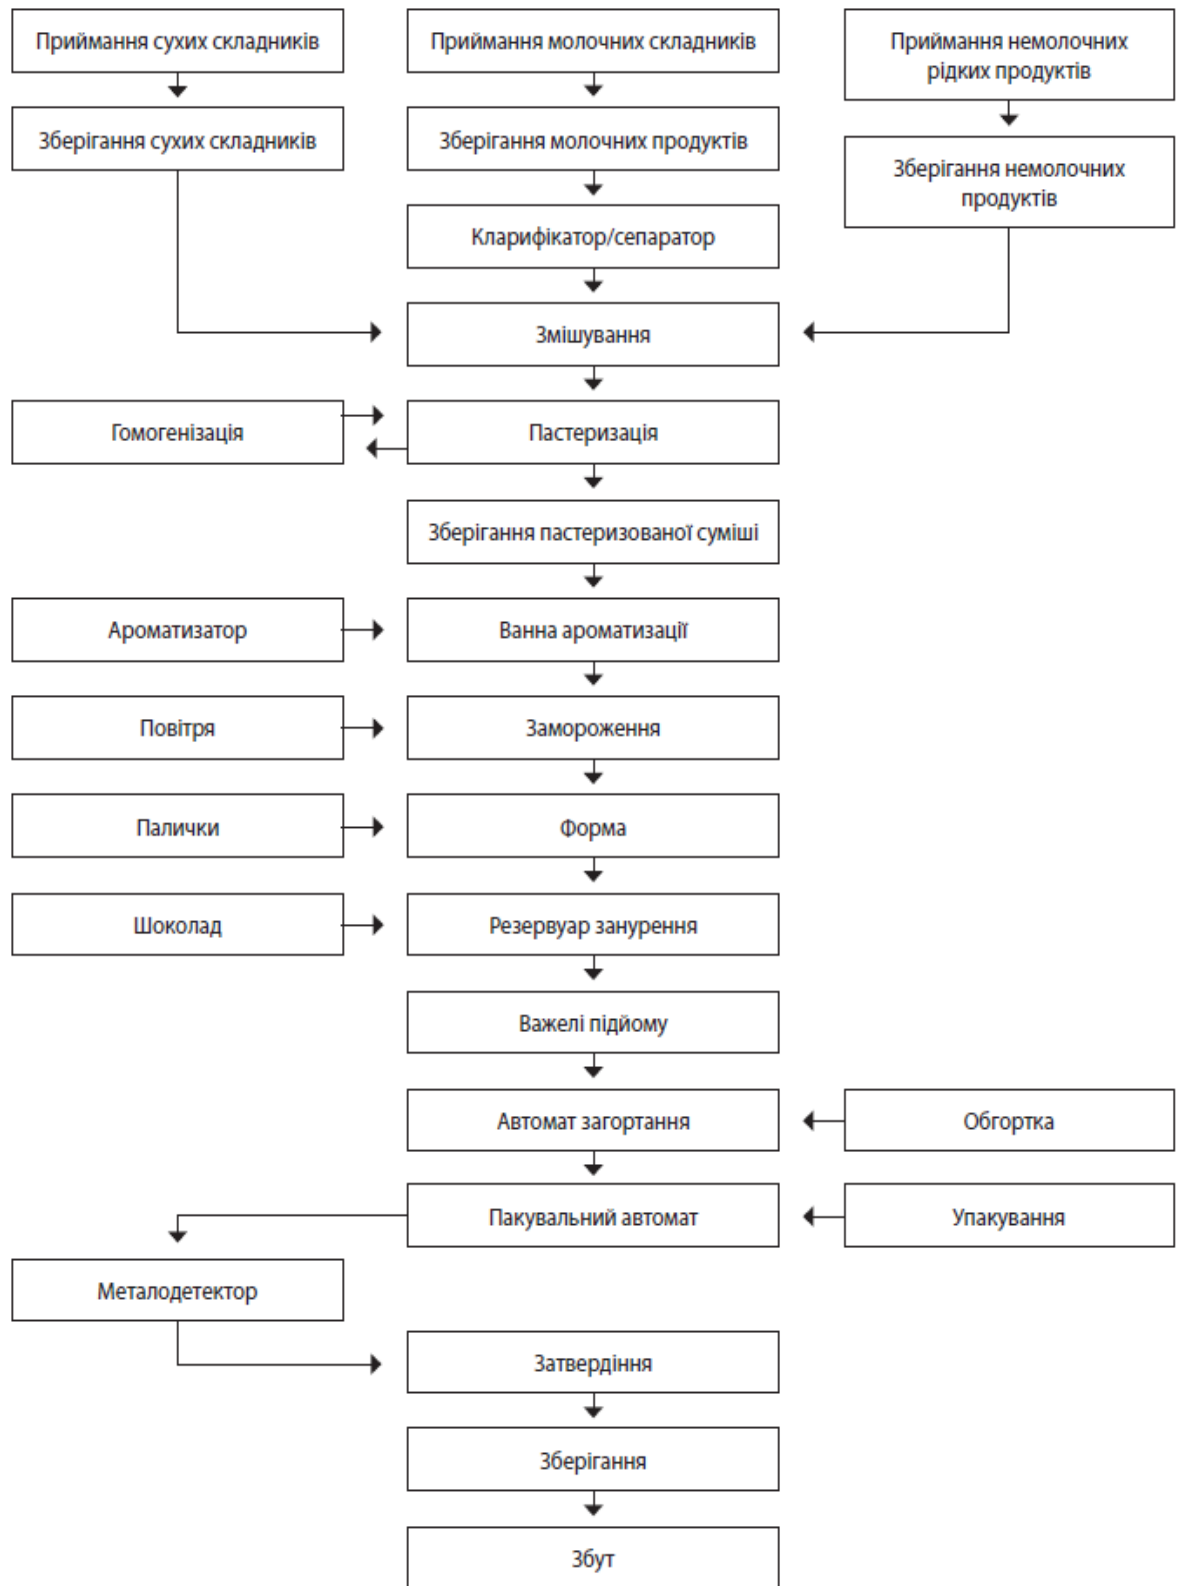 Приймання сухих складників
Приймання молочних складників
Приймання немолочних
рідких продуктів
Зберігання сухих складників
Зберігання молочних продуктів
Зберігання немолочних
продуктів
Кларифікатор/сепаратор
Змішування
Гомогенізація
Пастеризація
Зберігання пастеризованої суміші
Ароматизатор
Ванна ароматизації
Повітря
Замороження
Палички
Форма
Шоколад
Резервуар занурення
Важелі підйому
Автомат загортання
Обгортка
Пакувальний автомат
Упакування
Металодетектор
Затвердіння
Зберігання
Збут